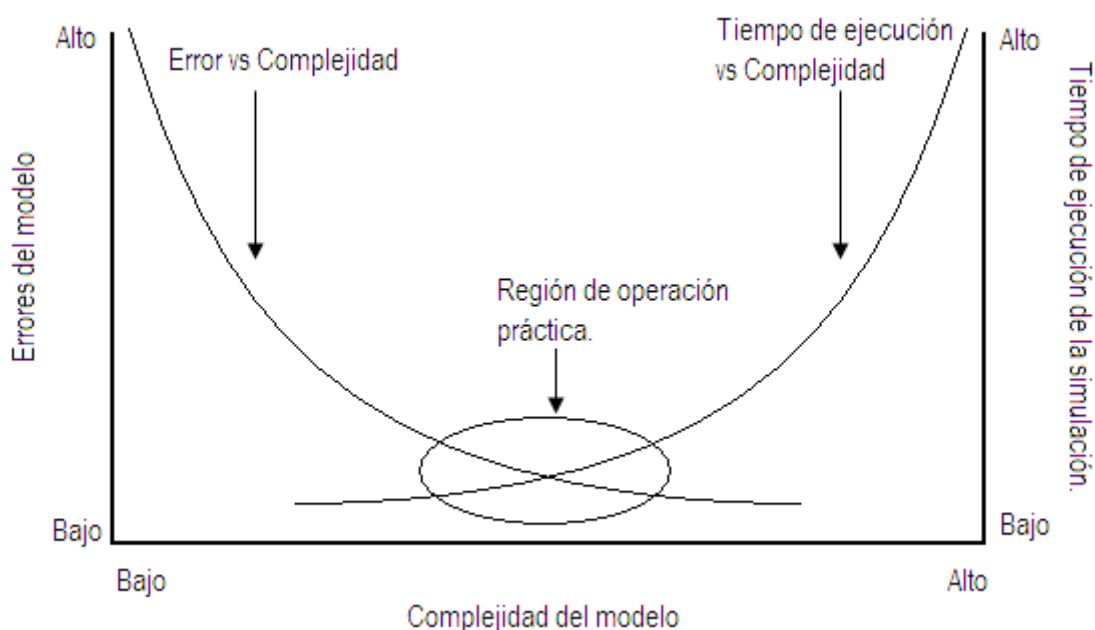 Alto
Error vs Complejidad
Tiempo de ejecución
vs Complejidad
Alto
Errores del modelo
Tiempo de ejecución de la simulación.
Región de operación
práctica.
Bajo
Bajo
Bajo
Alto
Complejidad del modelo